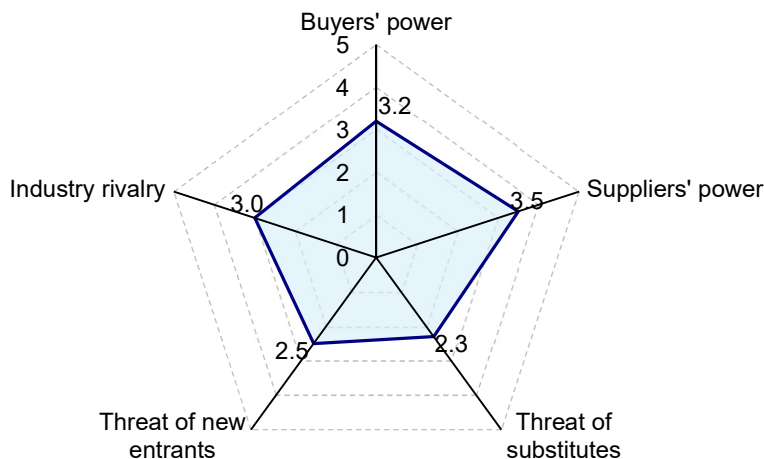 Buyers' power
5
4
3.2
3
2
1
0
Industry rivalry
3.0
Suppliers' power
3.5
2.5
2.3
Threat of new
entrants
Threat of
substitutes